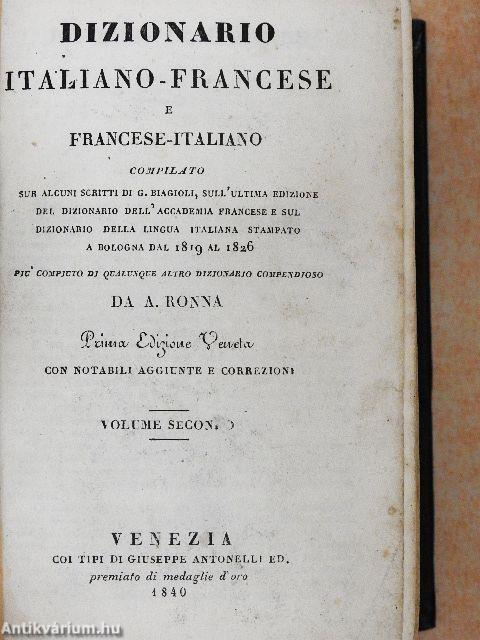 DIZIONARIO
ITALIANO-FRANCESE
E
FRANCESE-ITALIANO
COMPILATO
SUR ALCUNI SCRITTI DI G. BIAGIOLI, SULL'ULTIMA EDIZIONE
DEL DIZIONARIO DELL'ACCADEMIA FRANCESE E SUL
DIZIONARIO DELLA LINGUA ITALIANA STAMPATO
A BOLOGNA DAL 1819 AL 1826
PIU' COMPIUTO DI QUALUNQUE ALTRO DIZIONARIO COMPENDIOSO
DA A. RONNA
Prima Edizione Veneta
CON NOTABILI AGGIUNTE E CORREZIONI
VOLUME SECON. O
VENEZIA
COI TIPI DI GIUSEPPE ANTONELLI ED.
premiato di medaglie d'oro
1840
Antikvárium.hu